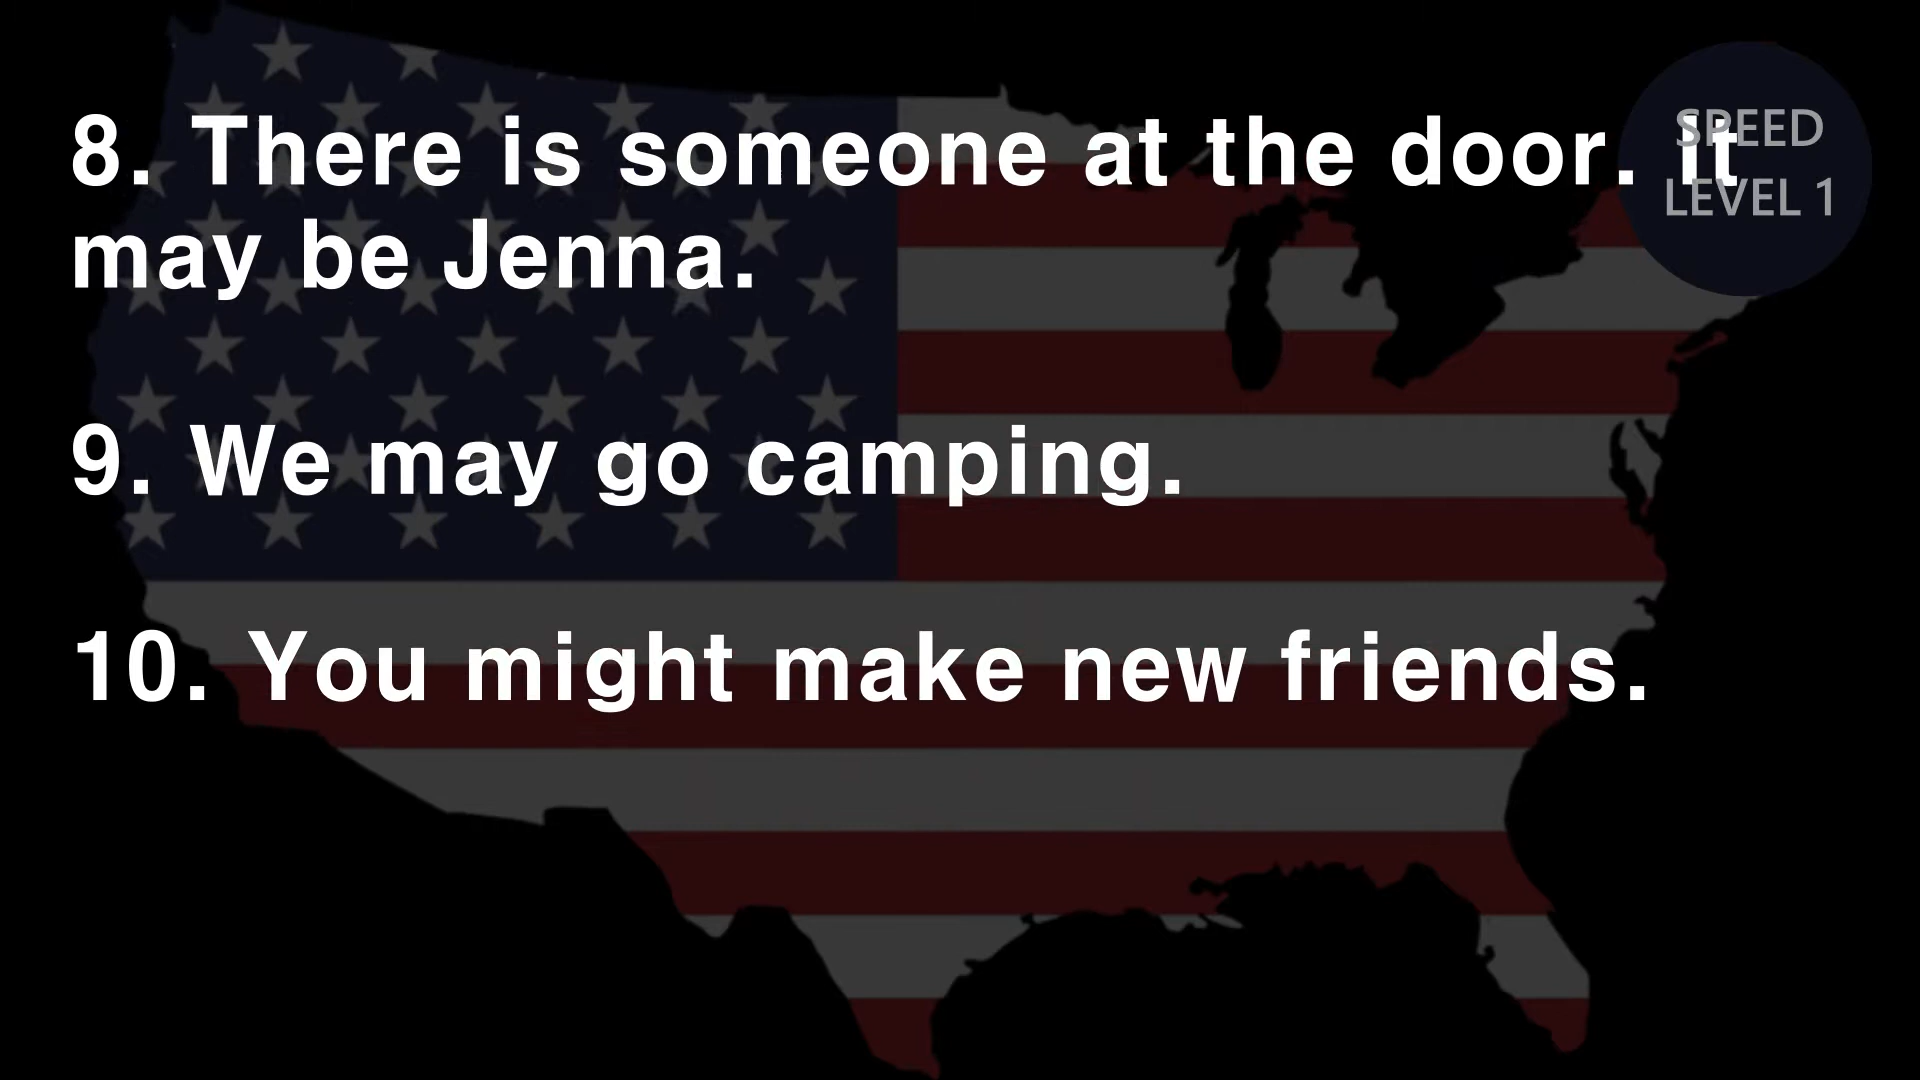 8. There is someone at the door. It
may be Jenna.
9. We may go camping.
10. You might make new friends.
SPEED
LEVEL 1